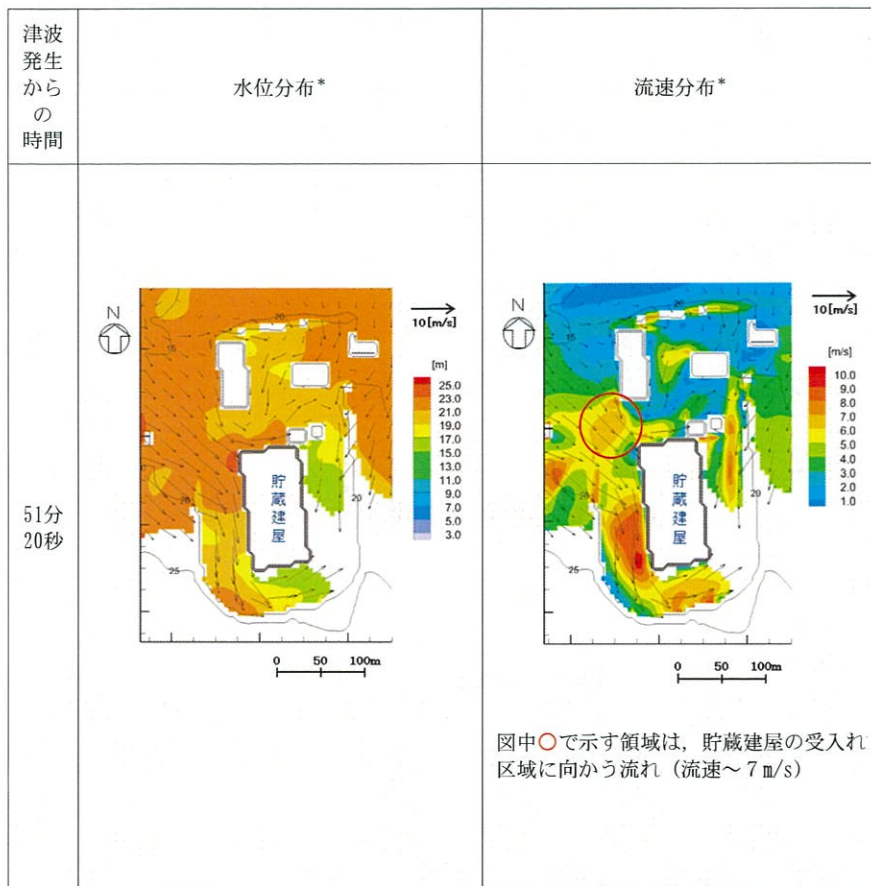 津波
発生
から
の
時間
水位分布*
流速分布*
51分
20秒
N
10[m/s]
[m]
25.0
23.0
21.0
19.0
17.0
15.0
13.0
11.0
9.0
7.0
5.0
3.0
20
15
20
20
25
貯蔵建屋
0 50 100m
N
10[m/s]
[m/s]
10.0
9.0
8.0
7.0
6.0
5.0
4.0
3.0
2.0
1.0
20
15
20
20
25
貯蔵建屋
0 50 100m
図中○で示す領域は，貯蔵建屋の受入れ
区域に向かう流れ（流速～７m/s）